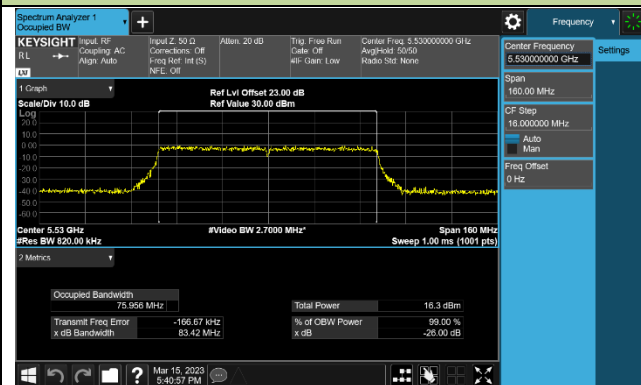 Spectrum Analyzer 1
Occupied BW
Frequency
KEYSIGHT
RL
Input: RF
Coupling: AC
Align: Auto
Input Z: 50 Ω
Corrections: Off
Freq Ref: Int (S)
NFE: Off
Atten: 20 dB
Trig: Free Run
Gate: Off
#IF Gain: Low
Center Freq: 5.530000000 GHz
Avg|Hold: 50/50
Radio Std: None
1 Graph
Scale/Div 10.0 dB
Ref Lvl Offset 23.00 dB
Ref Value 30.00 dBm
Log
20.0
10.0
0.00
-10.0
-20.0
-30.0
-40.0
-50.0
-60.0
Center 5.53 GHz
#Video BW 2.7000 MHz*
Span 160 MHz
#Res BW 820.00 kHz
Sweep 1.00 ms (1001 pts)
2 Metrics
Occupied Bandwidth
75.956 MHz
Total Power
16.3 dBm
Transmit Freq Error
-166.67 kHz
% of OBW Power
99.00 %
x dB Bandwidth
83.42 MHz
x dB
-26.00 dB
Mar 15, 2023
5:40:57 PM
Center Frequency
5.530000000 GHz
Settings
Span
160.00 MHz
CF Step
16.000000 MHz
Auto
Man
Freq Offset
0 Hz